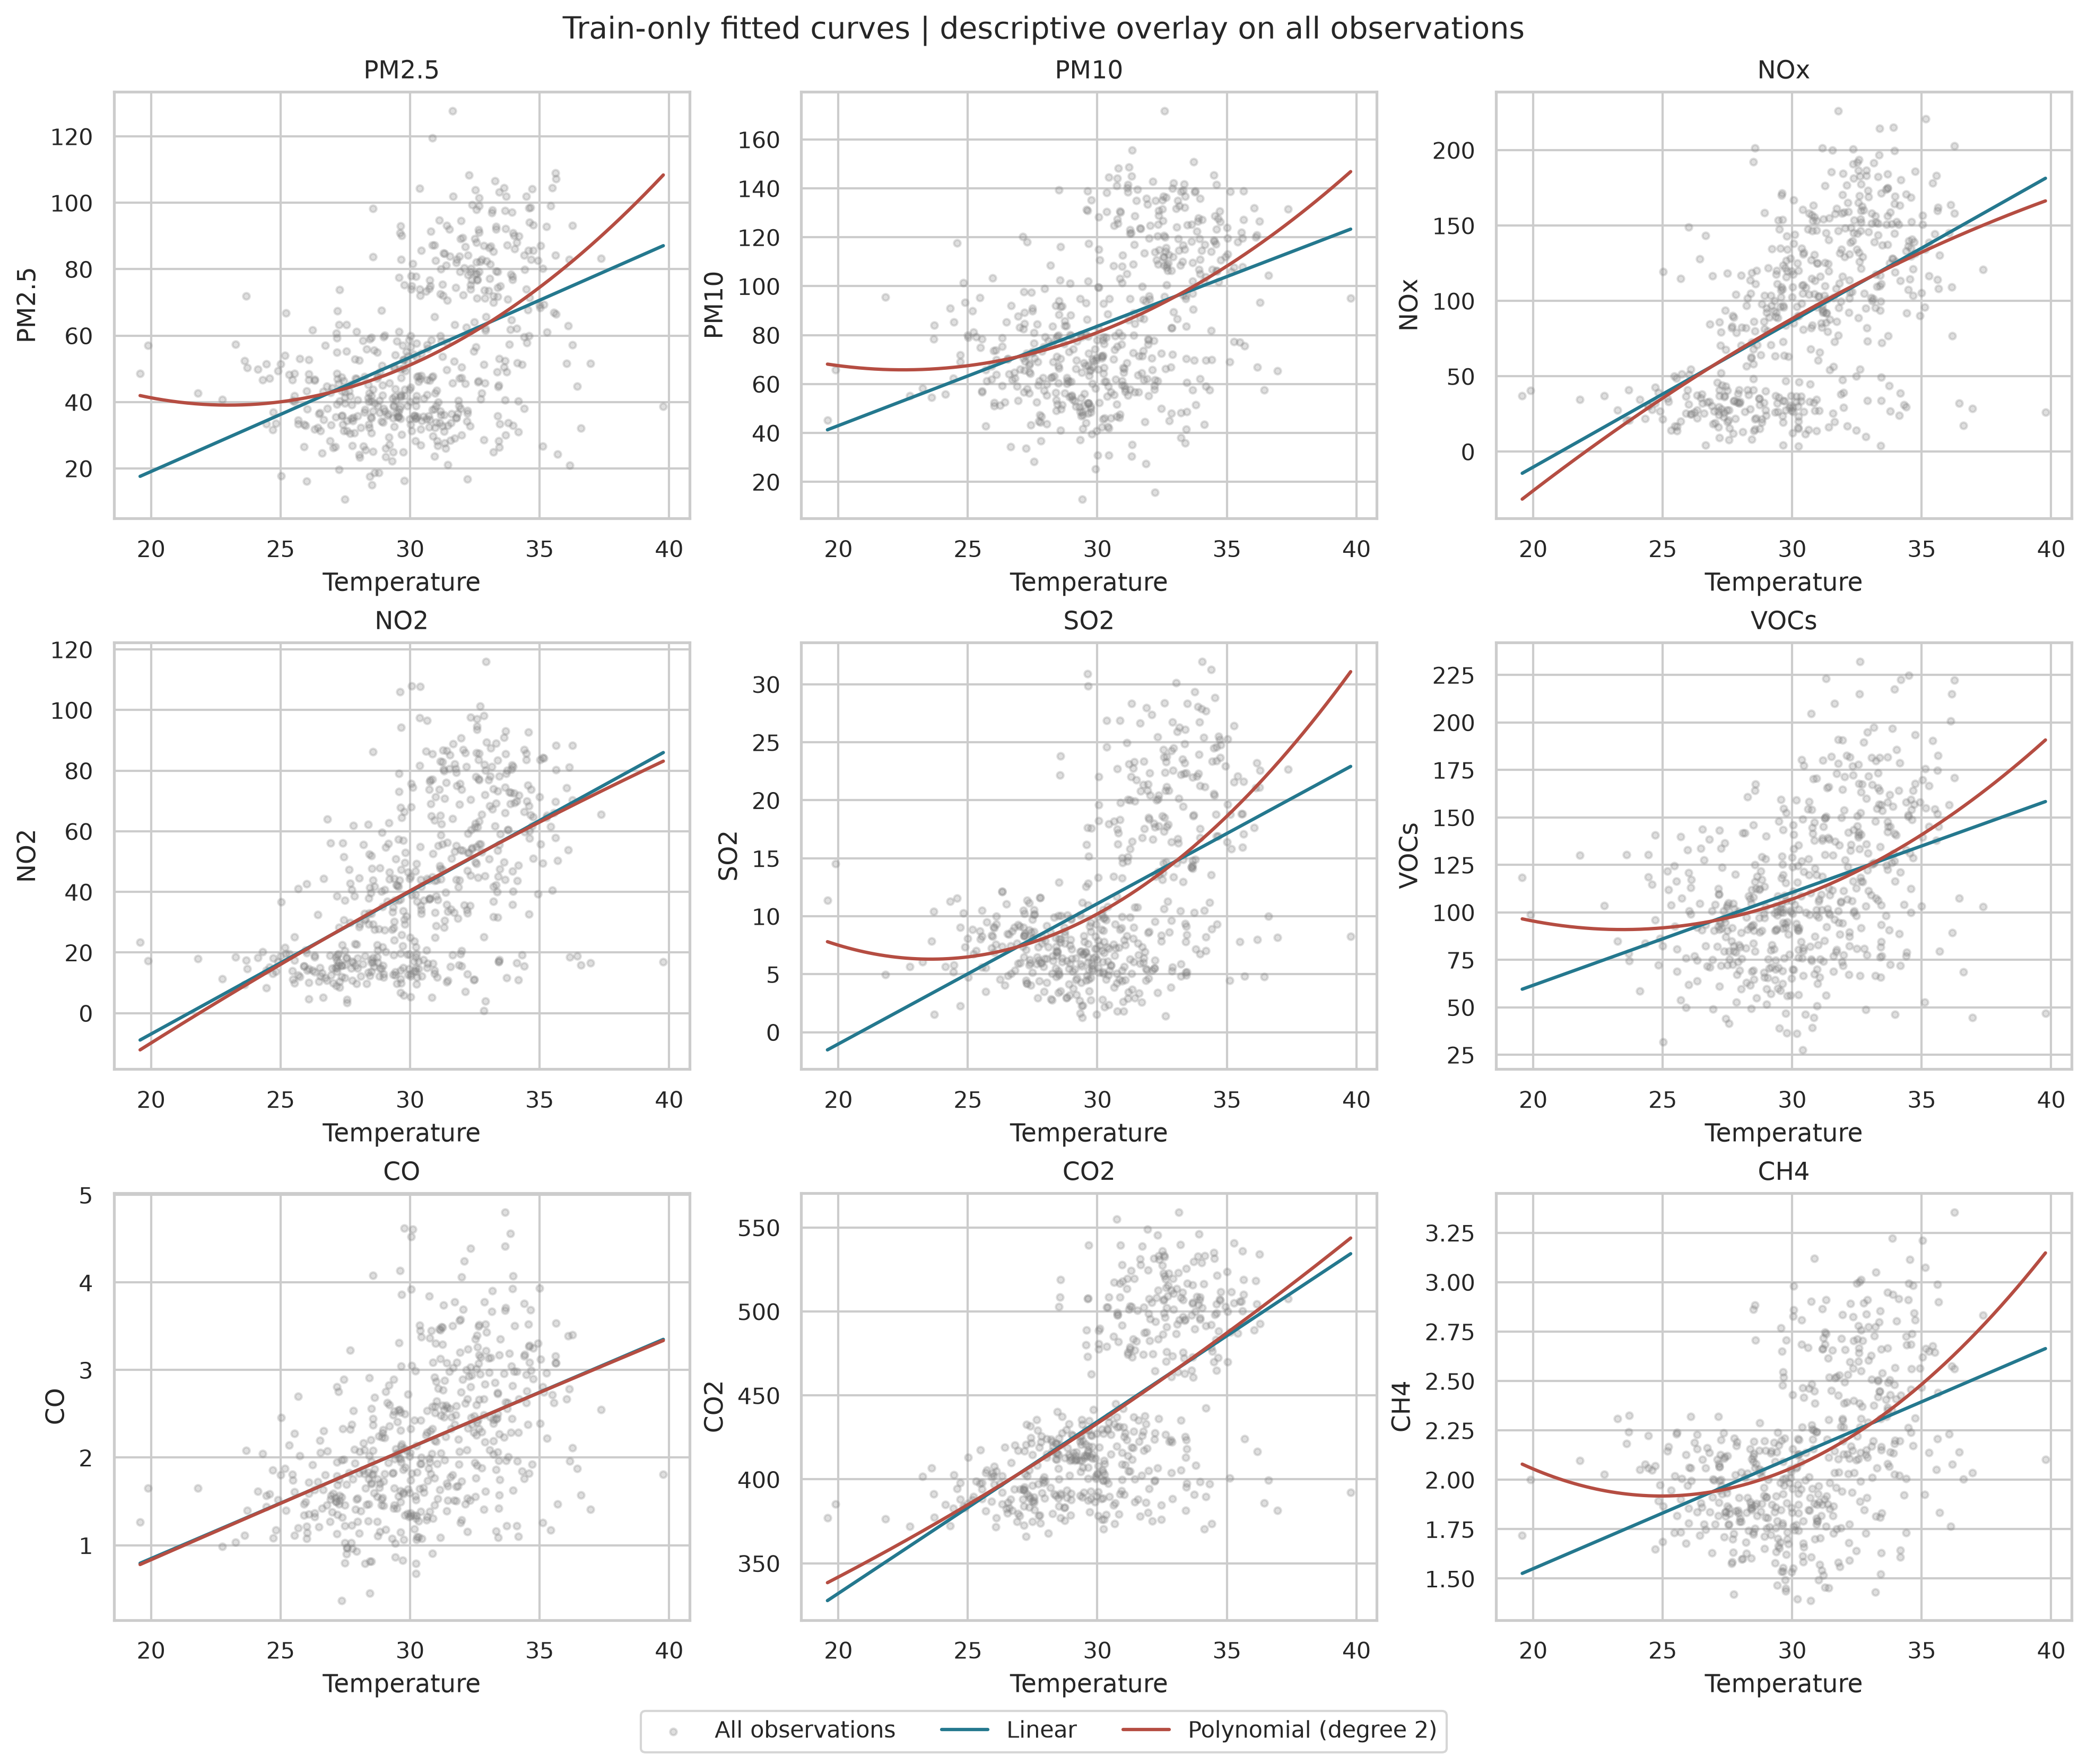 Train-only fitted curves | descriptive overlay on all observations
PM2.5
PM2.5
120
100
80
60
40
20
20 25 30 35 40
Temperature
PM10
PM10
160
140
120
100
80
60
40
20
20 25 30 35 40
Temperature
NOx
NOx
200
150
100
50
0
20 25 30 35 40
Temperature
NO2
NO2
120
100
80
60
40
20
0
20 25 30 35 40
Temperature
SO2
SO2
30
25
20
15
10
5
0
20 25 30 35 40
Temperature
VOCs
VOCs
225
200
175
150
125
100
75
50
25
20 25 30 35 40
Temperature
CO
CO
5
4
3
2
1
20 25 30 35 40
Temperature
CO2
CO2
550
500
450
400
350
20 25 30 35 40
Temperature
CH4
CH4
3.25
3.00
2.75
2.50
2.25
2.00
1.75
1.50
20 25 30 35 40
Temperature
All observations Linear Polynomial (degree 2)